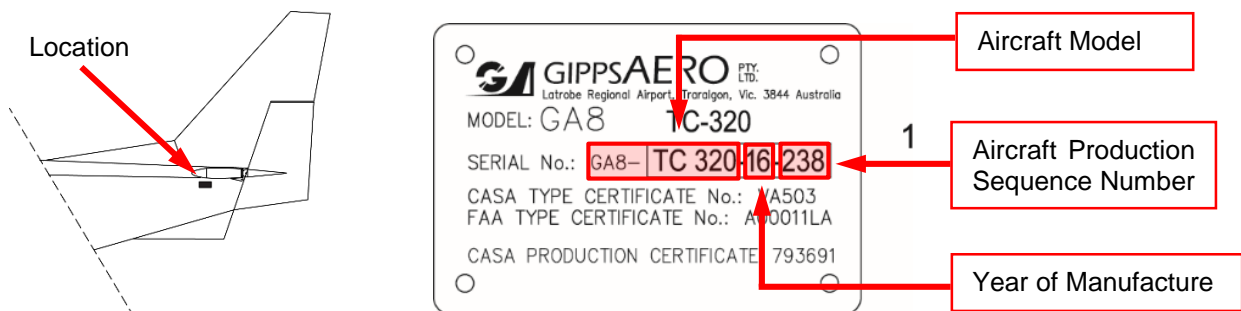 Location
GIPPSAERO PTY. LTD.
Latrobe Regional Airport, Traralgon, Vic. 3844 Australia
MODEL: GA8 TC-320
SERIAL No.: GA8- TC 320-16-238
CASA TYPE CERTIFICATE No.: VA503
FAA TYPE CERTIFICATE No.: A00011LA
CASA PRODUCTION CERTIFICATE 793691
1
Aircraft Model
Aircraft Production
Sequence Number
Year of Manufacture